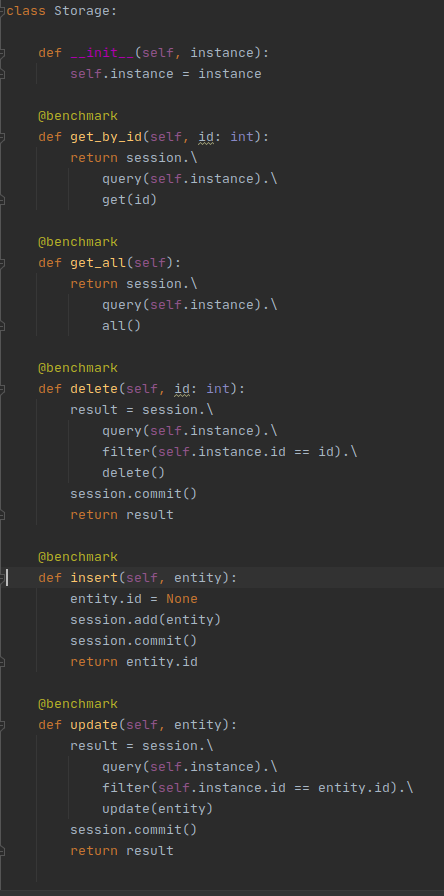 class Storage:
    def __init__(self, instance):
        self.instance = instance
    @benchmark
    def get_by_id(self, id: int):
        return session.\
            query(self.instance).\
            get(id)
    @benchmark
    def get_all(self):
        return session.\
            query(self.instance).\
            all()
    @benchmark
    def delete(self, id: int):
        result = session.\
            query(self.instance).\
            filter(self.instance.id == id).\
            delete()
        session.commit()
        return result
    @benchmark
    def insert(self, entity):
        entity.id = None
        session.add(entity)
        session.commit()
        return entity.id
    @benchmark
    def update(self, entity):
        result = session.\
            query(self.instance).\
            filter(self.instance.id == entity.id).\
            update(entity)
        session.commit()
        return result